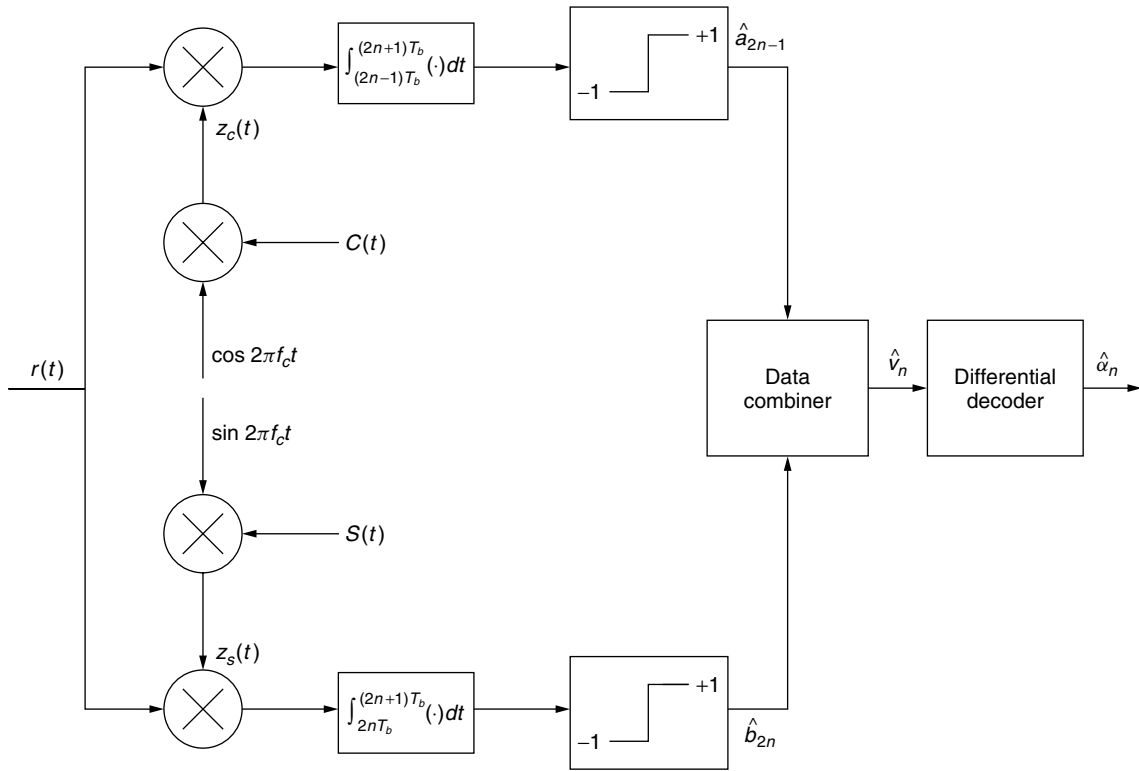 ∫_{(2n−1)T_b}^{(2n+1)T_b} (·)dt
−1
+1
â_{2n−1}
z_c(t)
C(t)
cos 2πf_ct
r(t)
sin 2πf_ct
Data
combiner
v̂_n
Differential
decoder
α̂_n
S(t)
z_s(t)
∫_{2nT_b}^{(2n+1)T_b} (·)dt
−1
+1
b̂_{2n}